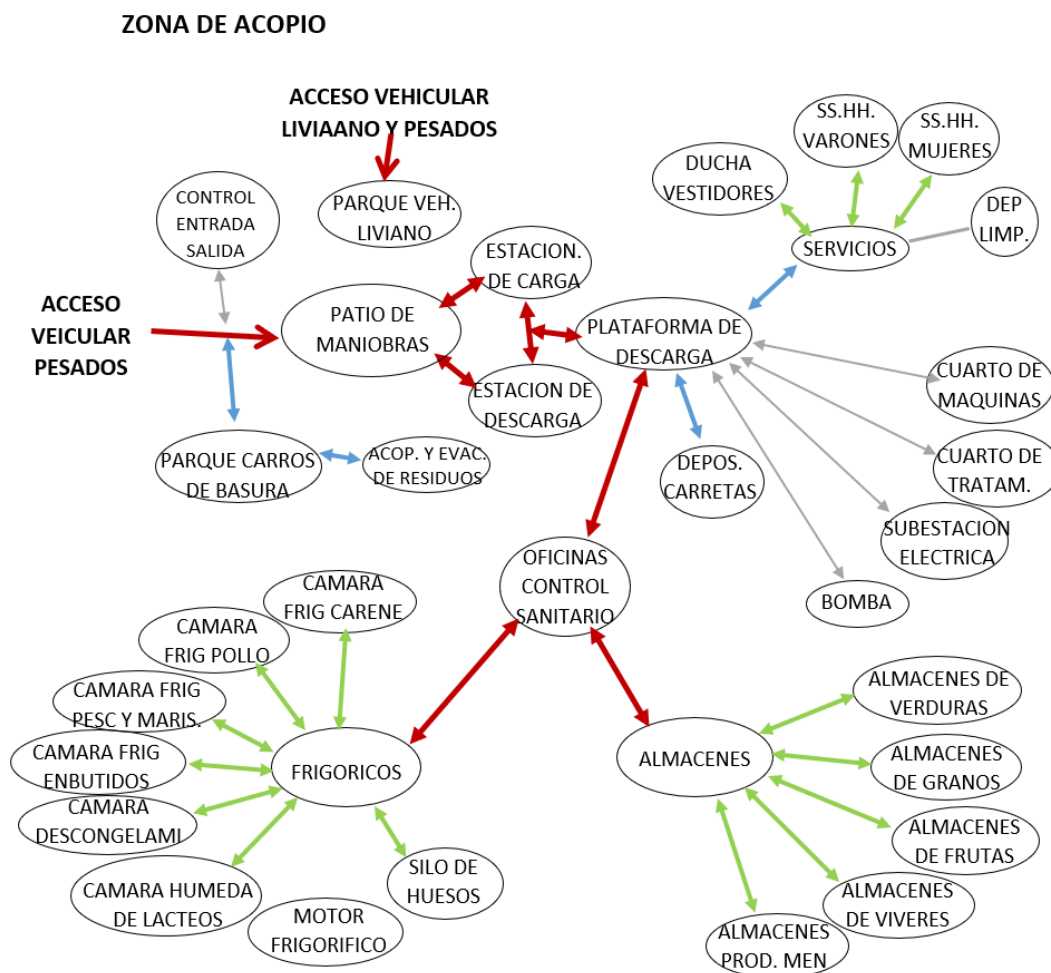 ZONA DE ACOPIO
ACCESO VEHICULAR
LIVIAANO Y PESADOS
CONTROL
ENTRADA
SALIDA
PARQUE VEH.
LIVIANO
DUCHA
VESTIDORES
SS.HH.
VARONES
SS.HH.
MUJERES
DEP
LIMP.
SERVICIOS
ESTACION.
DE CARGA
ACCESO
VEICULAR
PESADOS
PATIO DE
MANIOBRAS
PLATAFORMA DE
DESCARGA
ESTACION DE
DESCARGA
CUARTO DE
MAQUINAS
PARQUE CARROS
DE BASURA
ACOP. Y EVAC.
DE RESIDUOS
DEPOS.
CARRETAS
CUARTO DE
TRATAM.
SUBESTACION
ELECTRICA
OFICINAS
CONTROL
SANITARIO
BOMBA
CAMARA
FRIG CARENE
CAMARA
FRIG POLLO
CAMARA FRIG
PESC Y MARIS.
CAMARA FRIG
ENBUTIDOS
CAMARA
DESCONGELAMI
CAMARA HUMEDA
DE LACTEOS
FRIGORICOS
MOTOR
FRIGORIFICO
SILO DE
HUESOS
ALMACENES
ALMACENES DE
VERDURAS
ALMACENES
DE GRANOS
ALMACENES
DE FRUTAS
ALMACENES
DE VIVERES
ALMACENES
PROD. MEN